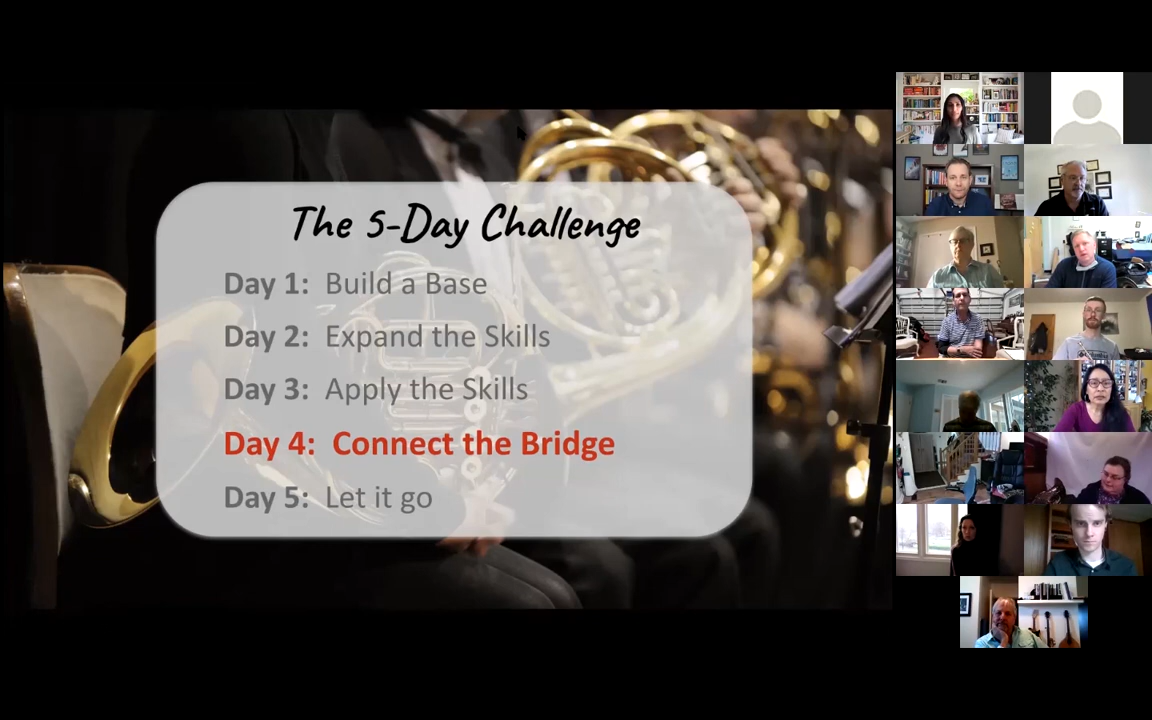 The 5-Day Challenge
Day 1: Build a Base
Day 2: Expand the Skills
Day 3: Apply the Skills
Day 4: Connect the Bridge
Day 5: Let it go